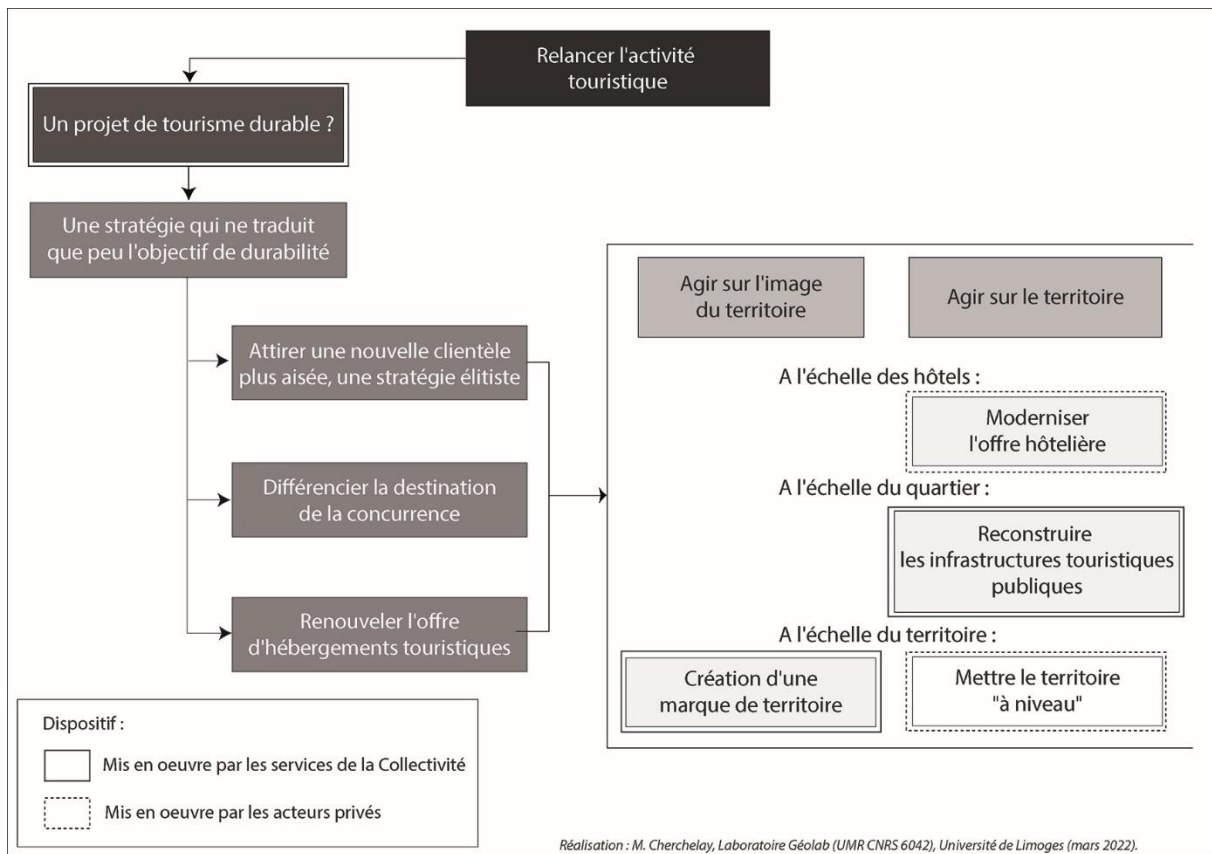 Relancer l'activité
touristique
Un projet de tourisme durable ?
Une stratégie qui ne traduit
que peu l'objectif de durabilité
Attirer une nouvelle clientèle
plus aisée, une stratégie élitiste
Différencier la destination
de la concurrence
Renouveler l'offre
d'hébergements touristiques
Agir sur l'image
du territoire
Agir sur le territoire
A l'échelle des hôtels :
Moderniser
l'offre hôtelière
A l'échelle du quartier :
Reconstruire
les infrastructures touristiques
publiques
A l'échelle du territoire :
Création d'une
marque de territoire
Mettre le territoire
"à niveau"
Dispositif :
Mis en oeuvre par les services de la Collectivité
Mis en oeuvre par les acteurs privés
Réalisation : M. Cherchelay, Laboratoire Géolab (UMR CNRS 6042), Université de Limoges (mars 2022).